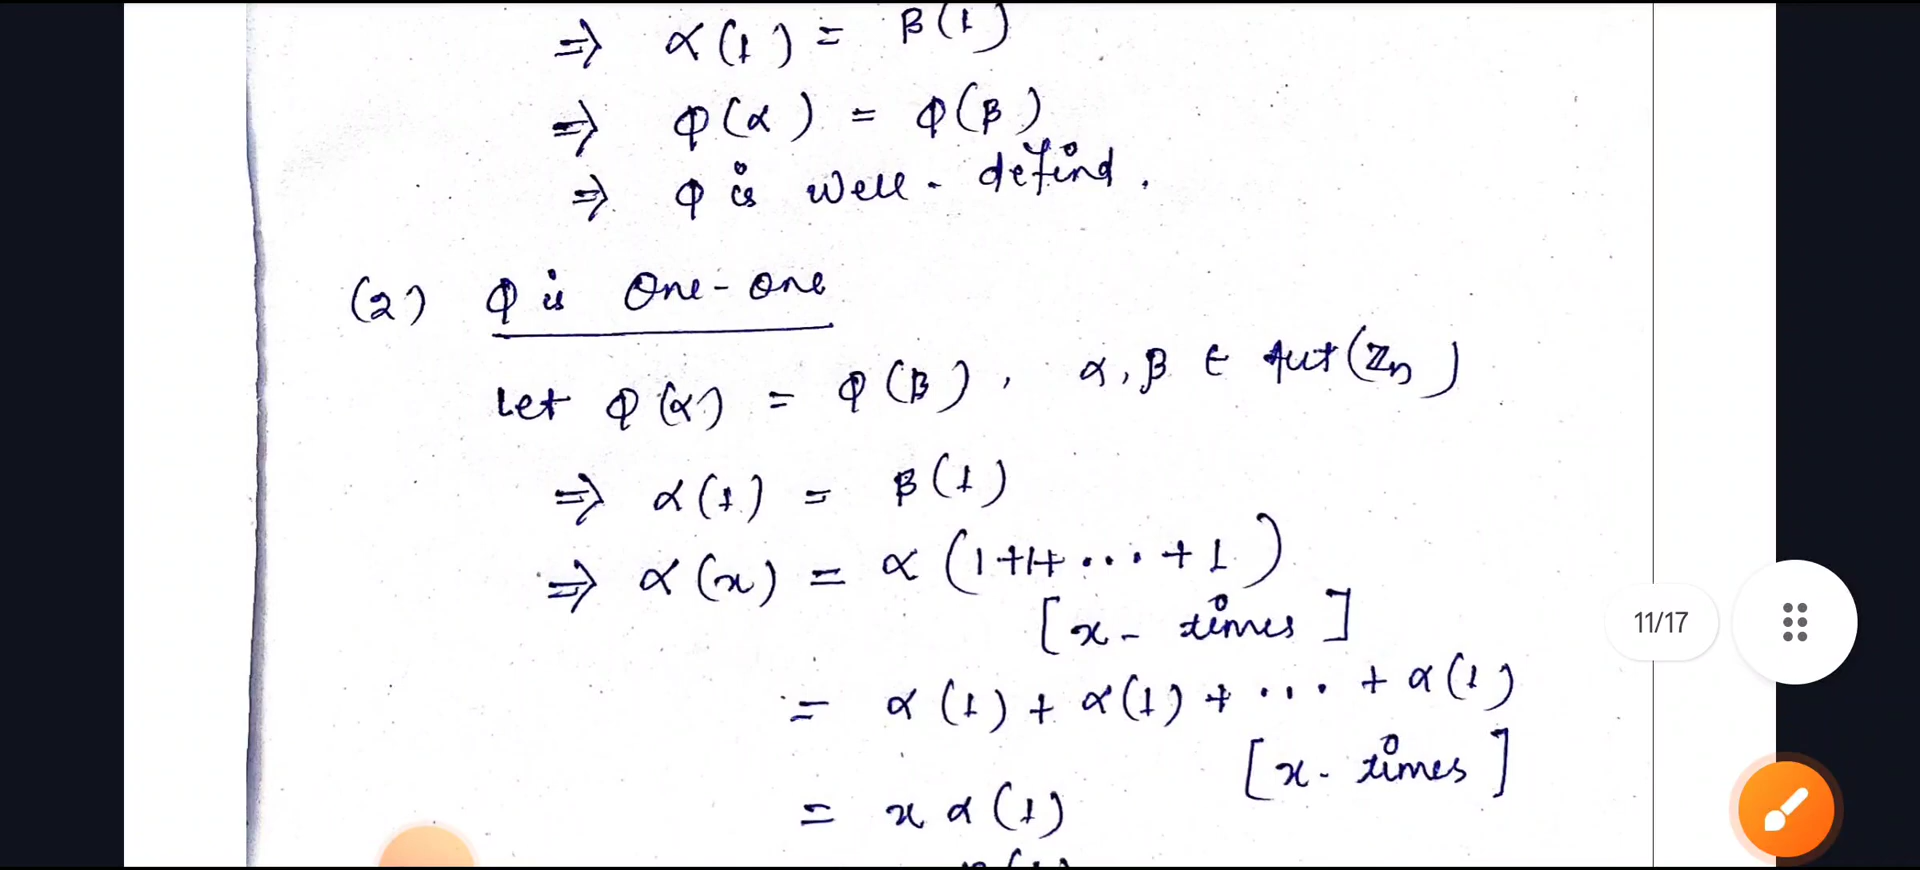 ⇒ α(1) = β(1)
⇒ φ(α) = φ(β)
⇒ φ is well-defind.
(2) φ is One-One
Let φ(α) = φ(β), α, β ∈ Aut(ℤn)
⇒ α(1) = β(1)
⇒ α(x) = α(1+1+...+1)
[x-times]
= α(1) + α(1) + ... + α(1)
[x-times]
= x α(1)
11/17